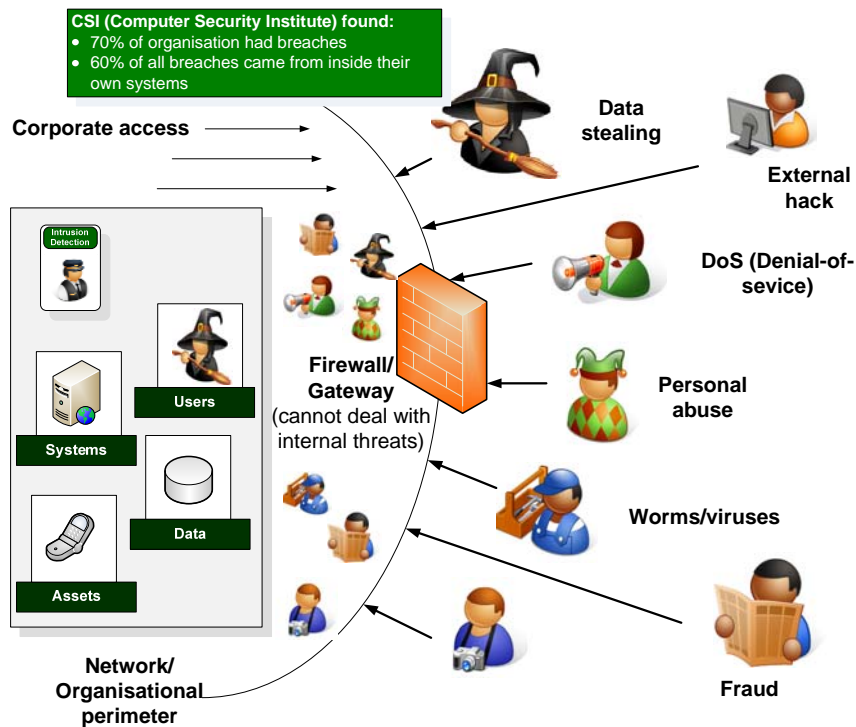 CSI (Computer Security Institute) found:
• 70% of organisation had breaches
• 60% of all breaches came from inside their
own systems
Corporate access
Data
stealing
External
hack
Intrusion
Detection
DoS (Denial-of-
sevice)
Firewall/
Gateway
(cannot deal with
internal threats)
Personal
abuse
Users
Systems
Data
Worms/viruses
Assets
Network/
Organisational
perimeter
Fraud